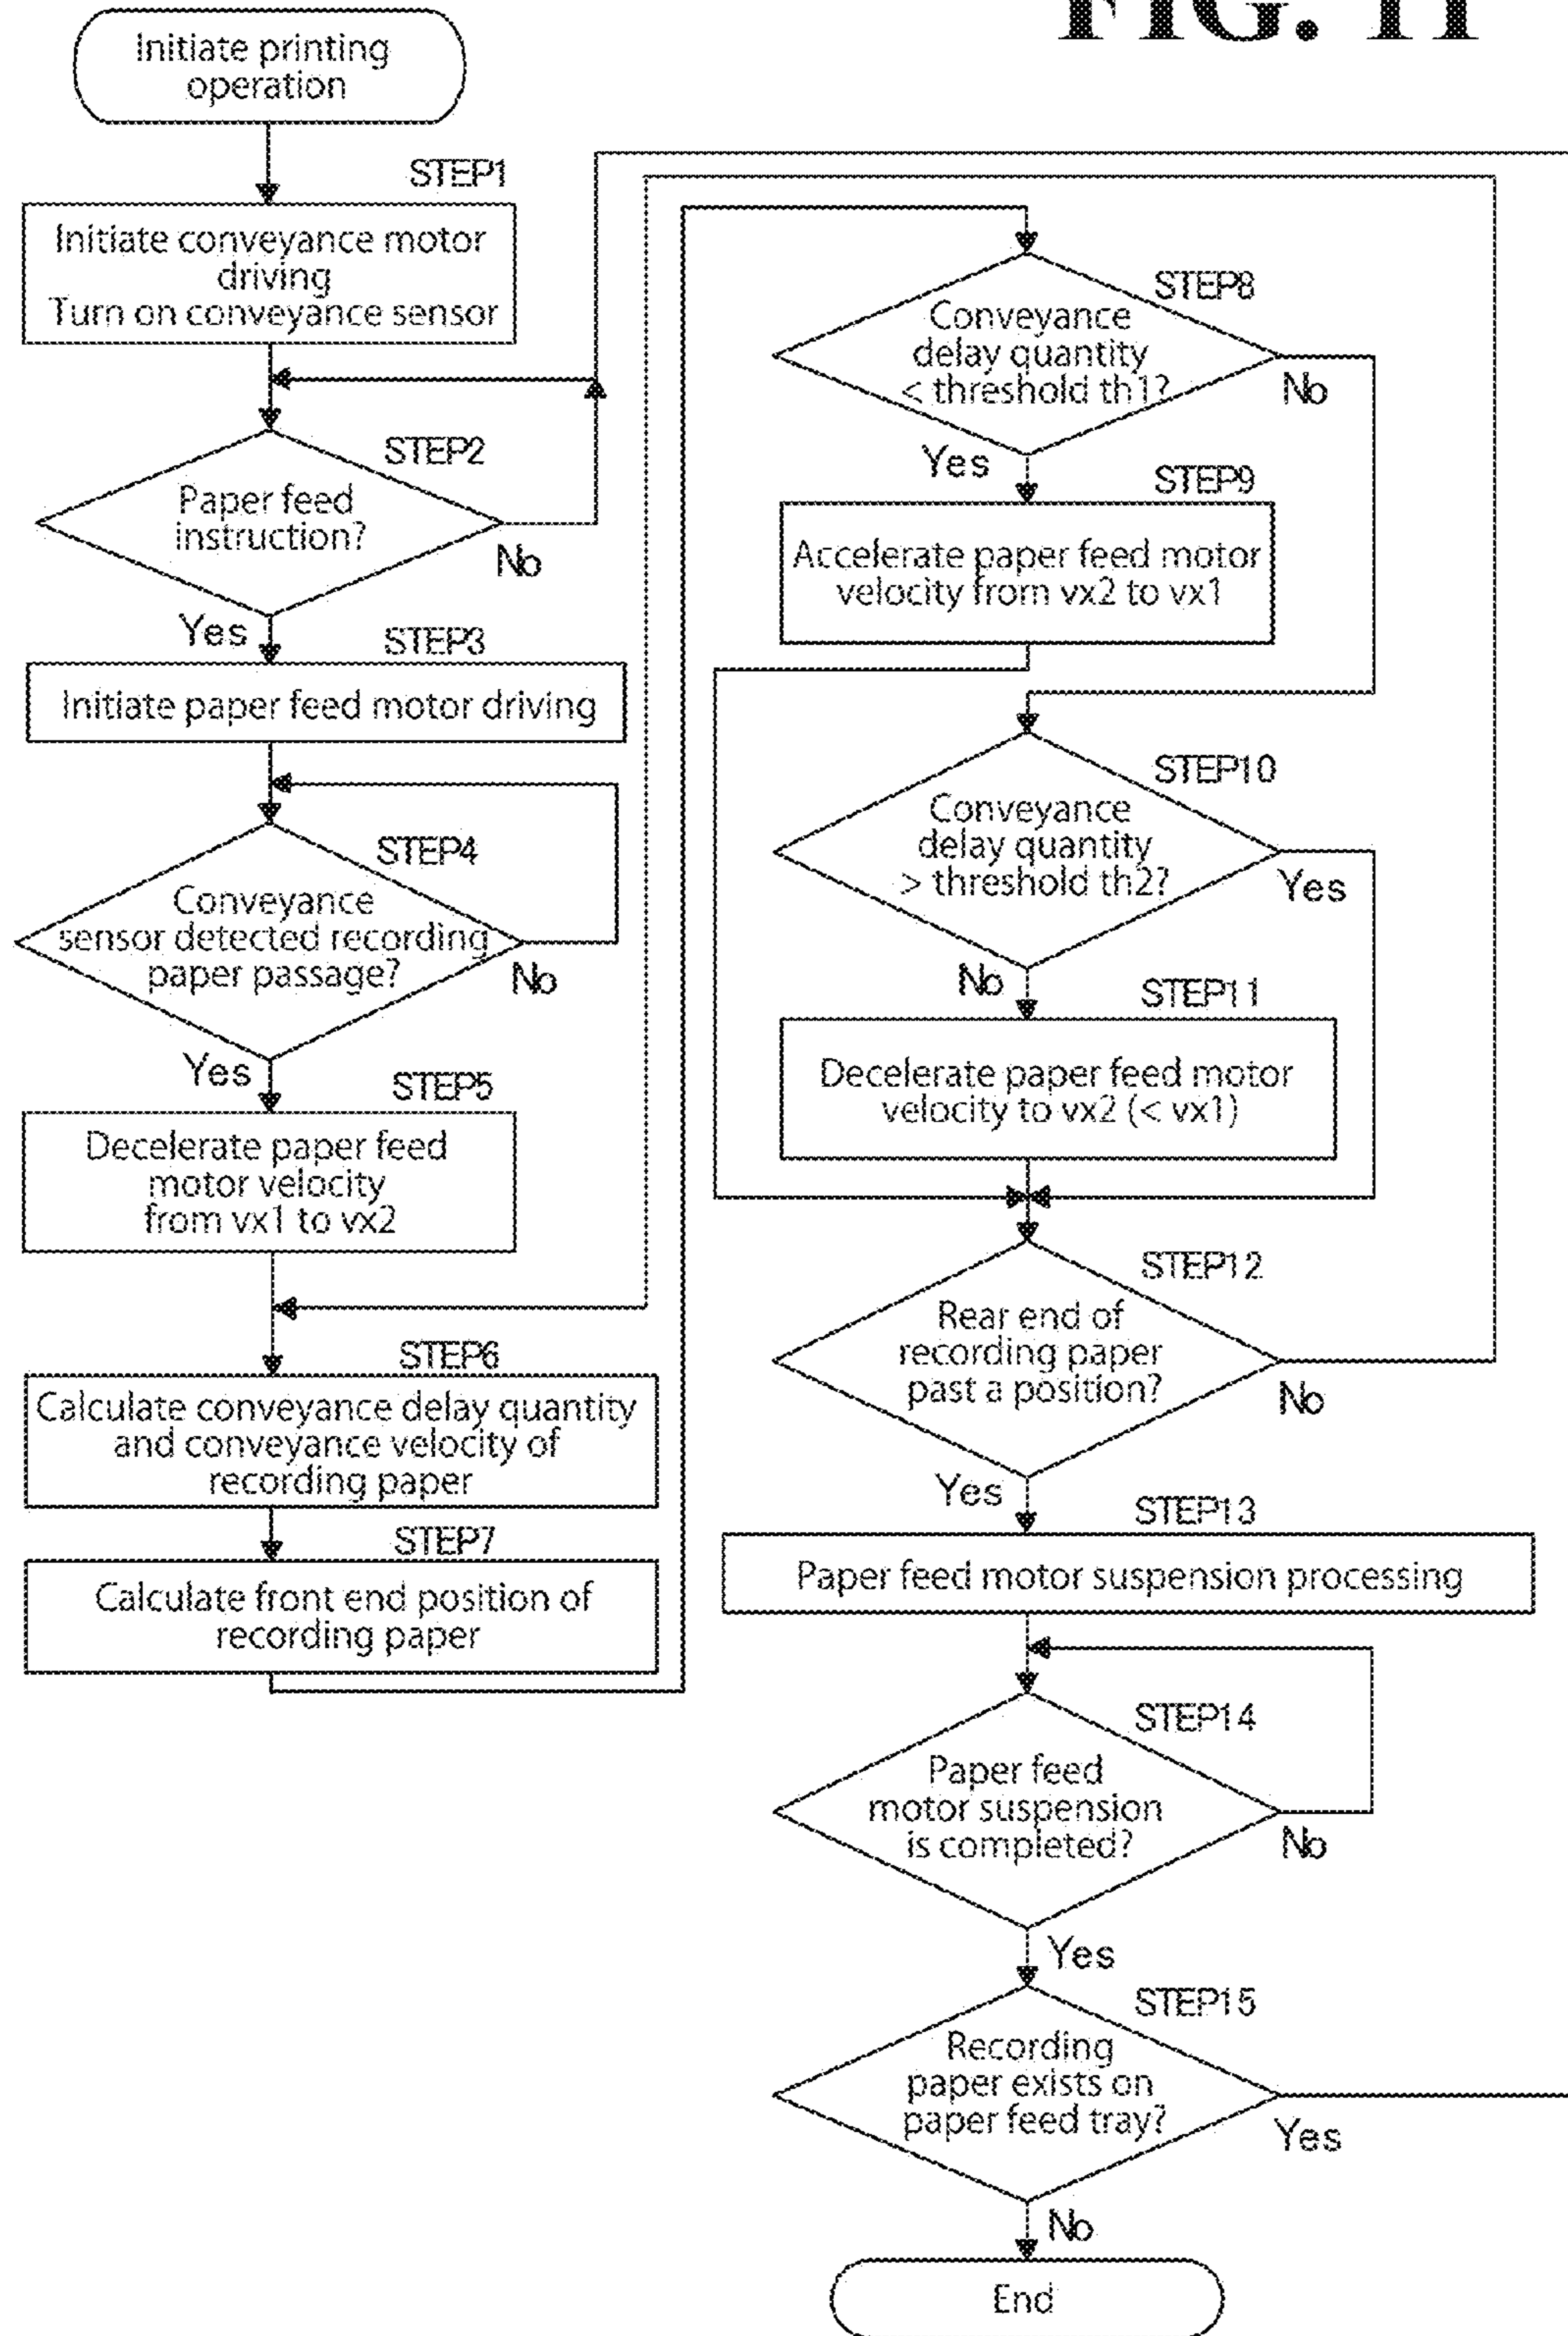 FIG. 11
Initiate printing
operation
STEP1
Initiate conveyance motor
driving
Turn on conveyance sensor
STEP2
Paper feed
instruction?
No
Yes
STEP3
Initiate paper feed motor driving
STEP4
Conveyance
sensor detected recording
paper passage?
No
Yes
STEP5
Decelerate paper feed
motor velocity
from vx1 to vx2
STEP6
Calculate conveyance delay quantity
and conveyance velocity of
recording paper
STEP7
Calculate front end position of
recording paper
STEP8
Conveyance
delay quantity
< threshold th1?
No
Yes
STEP9
Accelerate paper feed motor
velocity from vx2 to vx1
STEP10
Conveyance
delay quantity
> threshold th2?
Yes
No
STEP11
Decelerate paper feed motor
velocity to vx2 (< vx1)
STEP12
Rear end of
recording paper
past a position?
No
Yes
STEP13
Paper feed motor suspension processing
STEP14
Paper feed
motor suspension
is completed?
No
Yes
STEP15
Recording
paper exists on
paper feed tray?
Yes
No
End